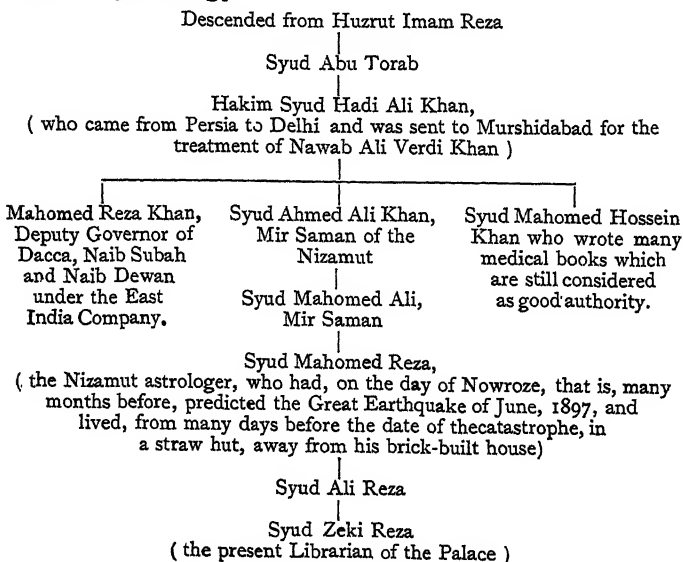 Descended from Huzrut Imam Reza
Syud Abu Torab
Hakim Syud Hadi Ali Khan,
( who came from Persia to Delhi and was sent to Murshidabad for the
treatment of Nawab Ali Verdi Khan )
Mahomed Reza Khan,
Deputy Governor of
Dacca, Naib Subah
and Naib Dewan
under the East
India Company.
Syud Ahmed Ali Khan,
Mir Saman of the
Nizamut
Syud Mahomed Ali,
Mir Saman
Syud Mahomed Hossein
Khan who wrote many
medical books which
are still considered
as good authority.
Syud Mahomed Reza,
( the Nizamut astrologer, who had, on the day of Nowroze, that is, many
months before, predicted the Great Earthquake of June, 1897, and
lived, from many days before the date of thecatastrophe, in
a straw hut, away from his brick-built house)
Syud Ali Reza
Syud Zeki Reza
( the present Librarian of the Palace )